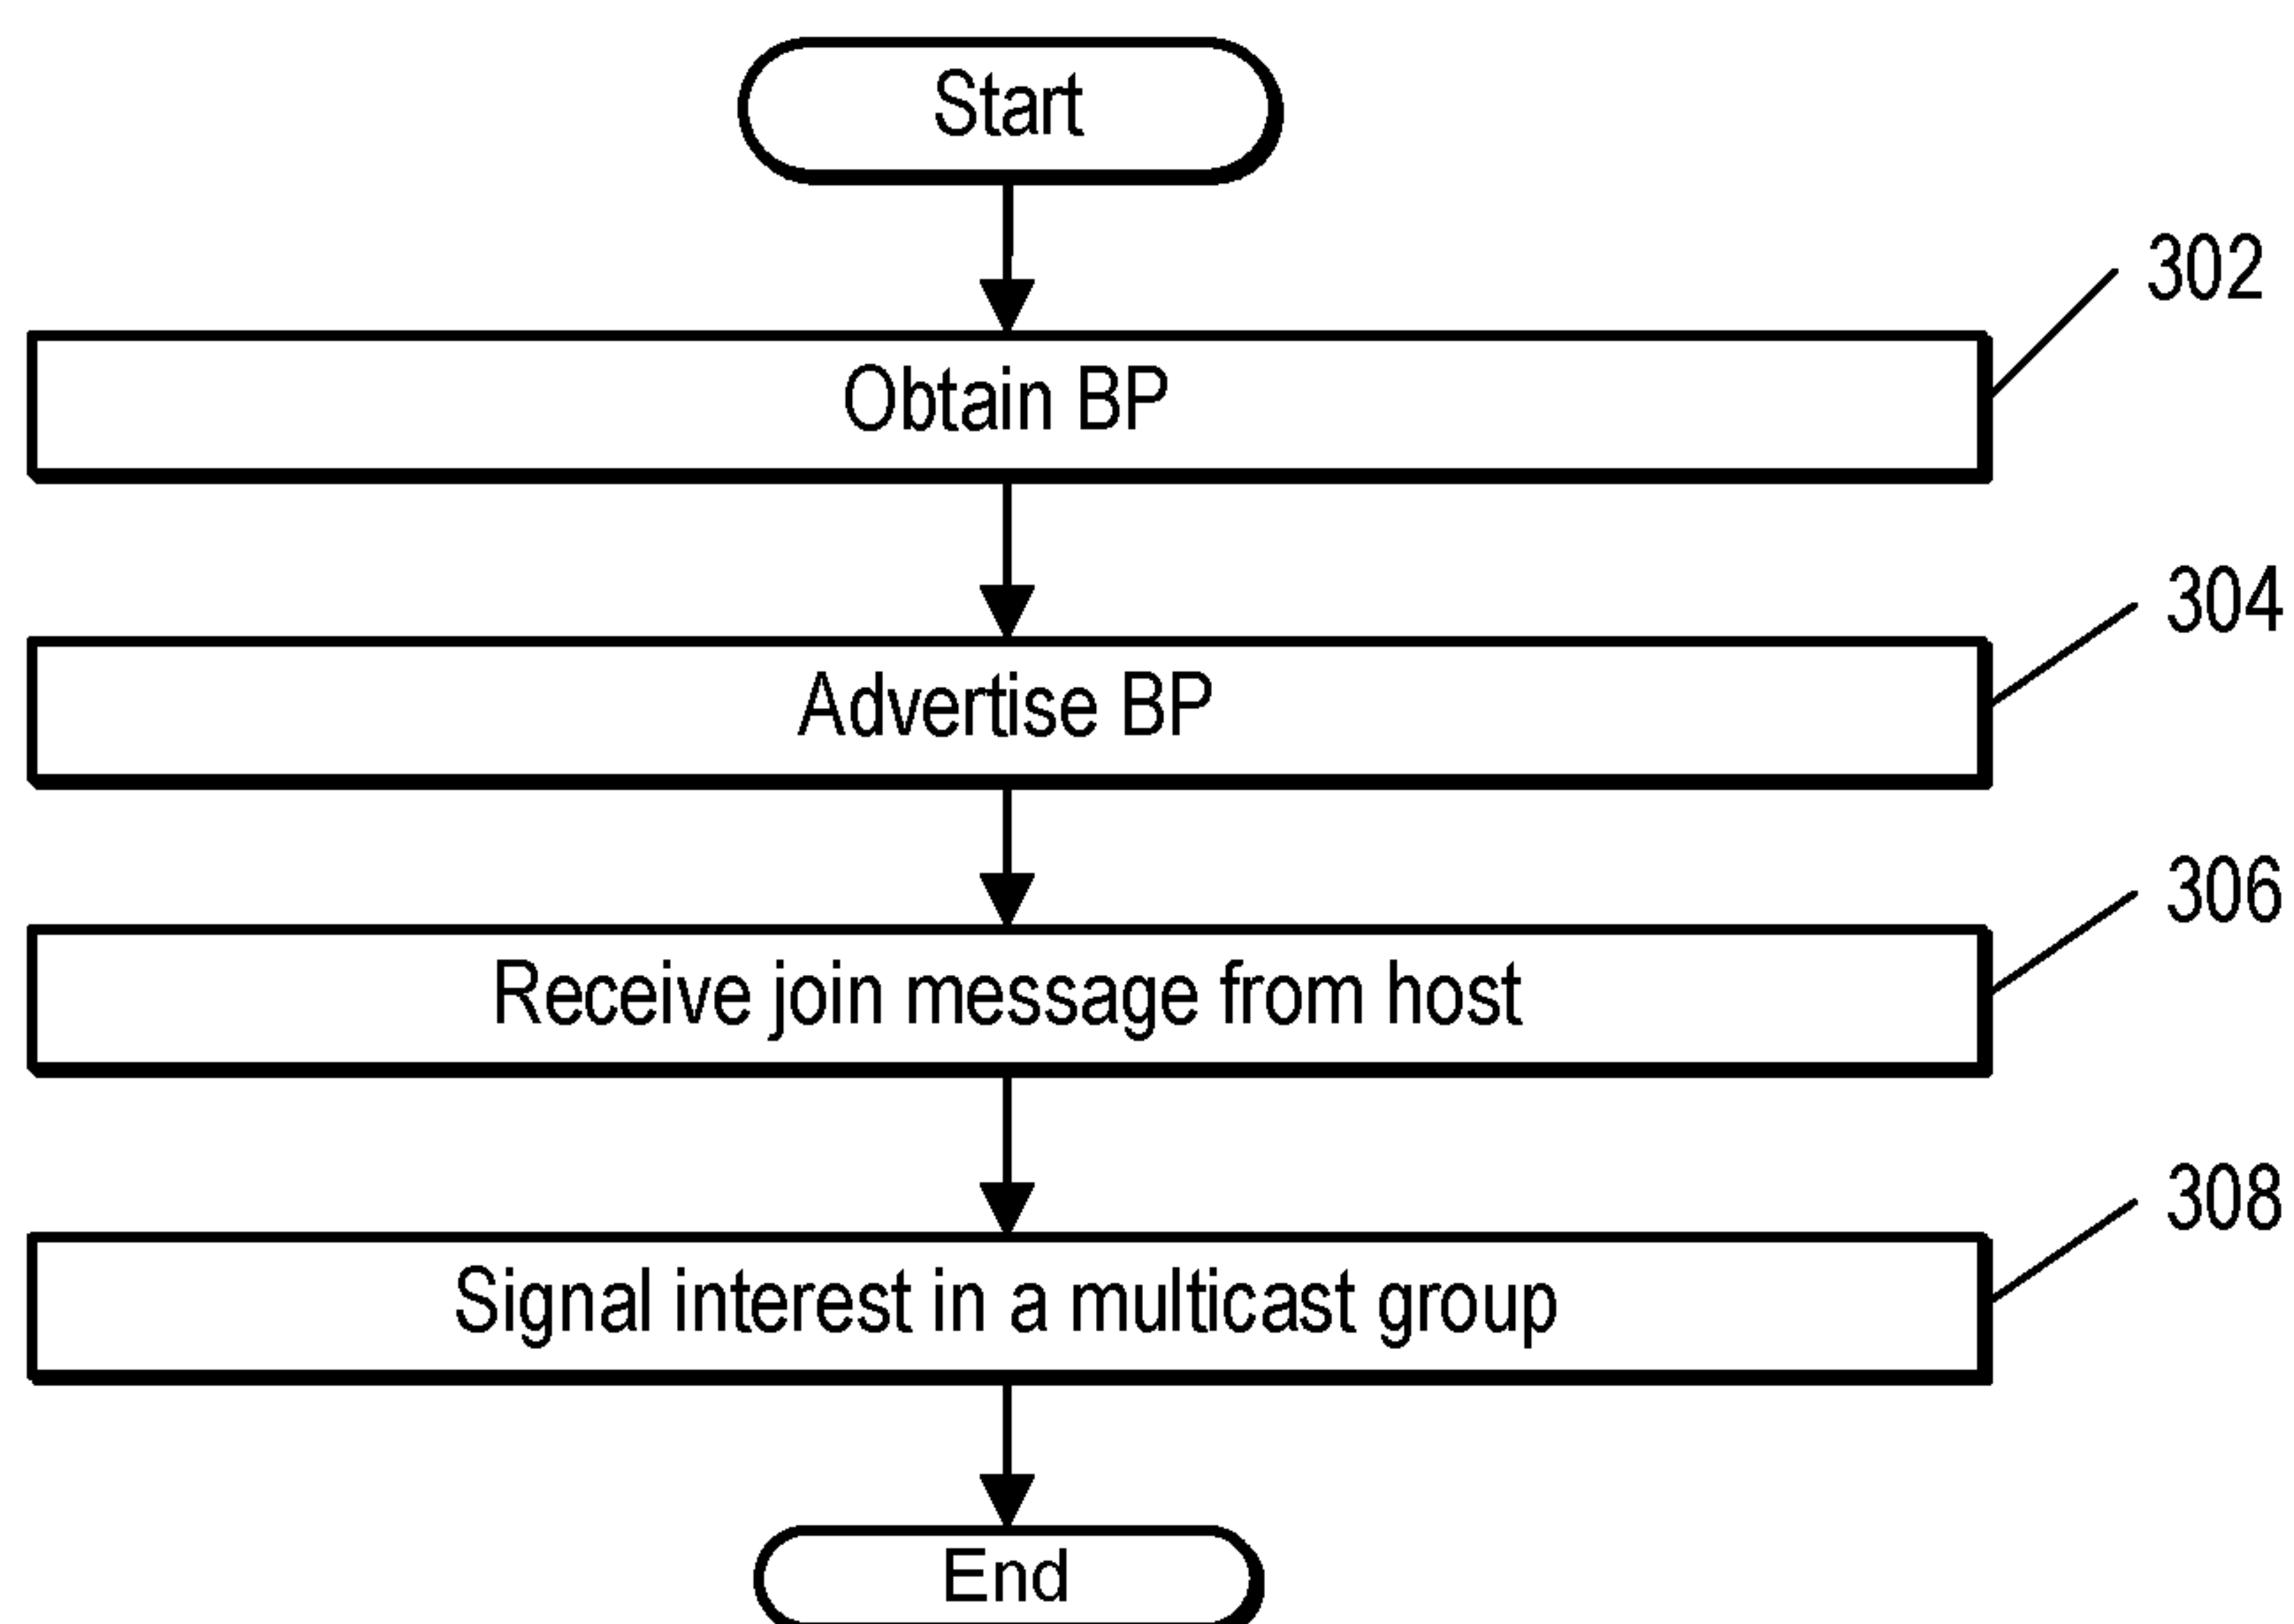 Start
302
Obtain BP
304
Advertise BP
306
Receive join message from host
308
Signal interest in a multicast group
End